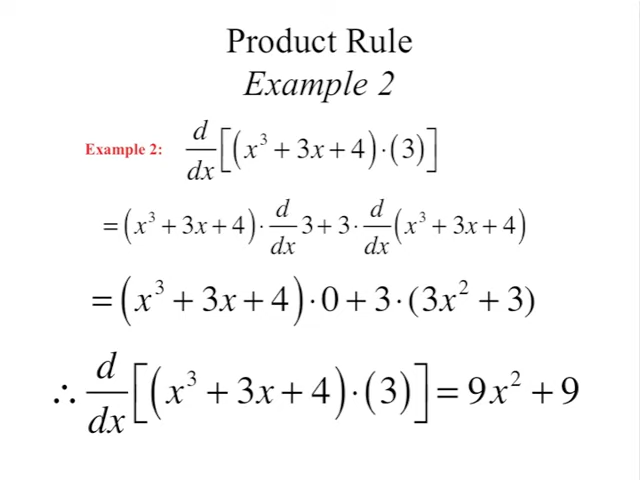 Product Rule
Example 2
Example 2: d/dx[(x³ + 3x + 4)·(3)]
= (x³ + 3x + 4)· d/dx 3 + 3· d/dx (x³ + 3x + 4)
= (x³ + 3x + 4)·0 + 3·(3x² + 3)
∴ d/dx[(x³ + 3x + 4)·(3)] = 9x² + 9